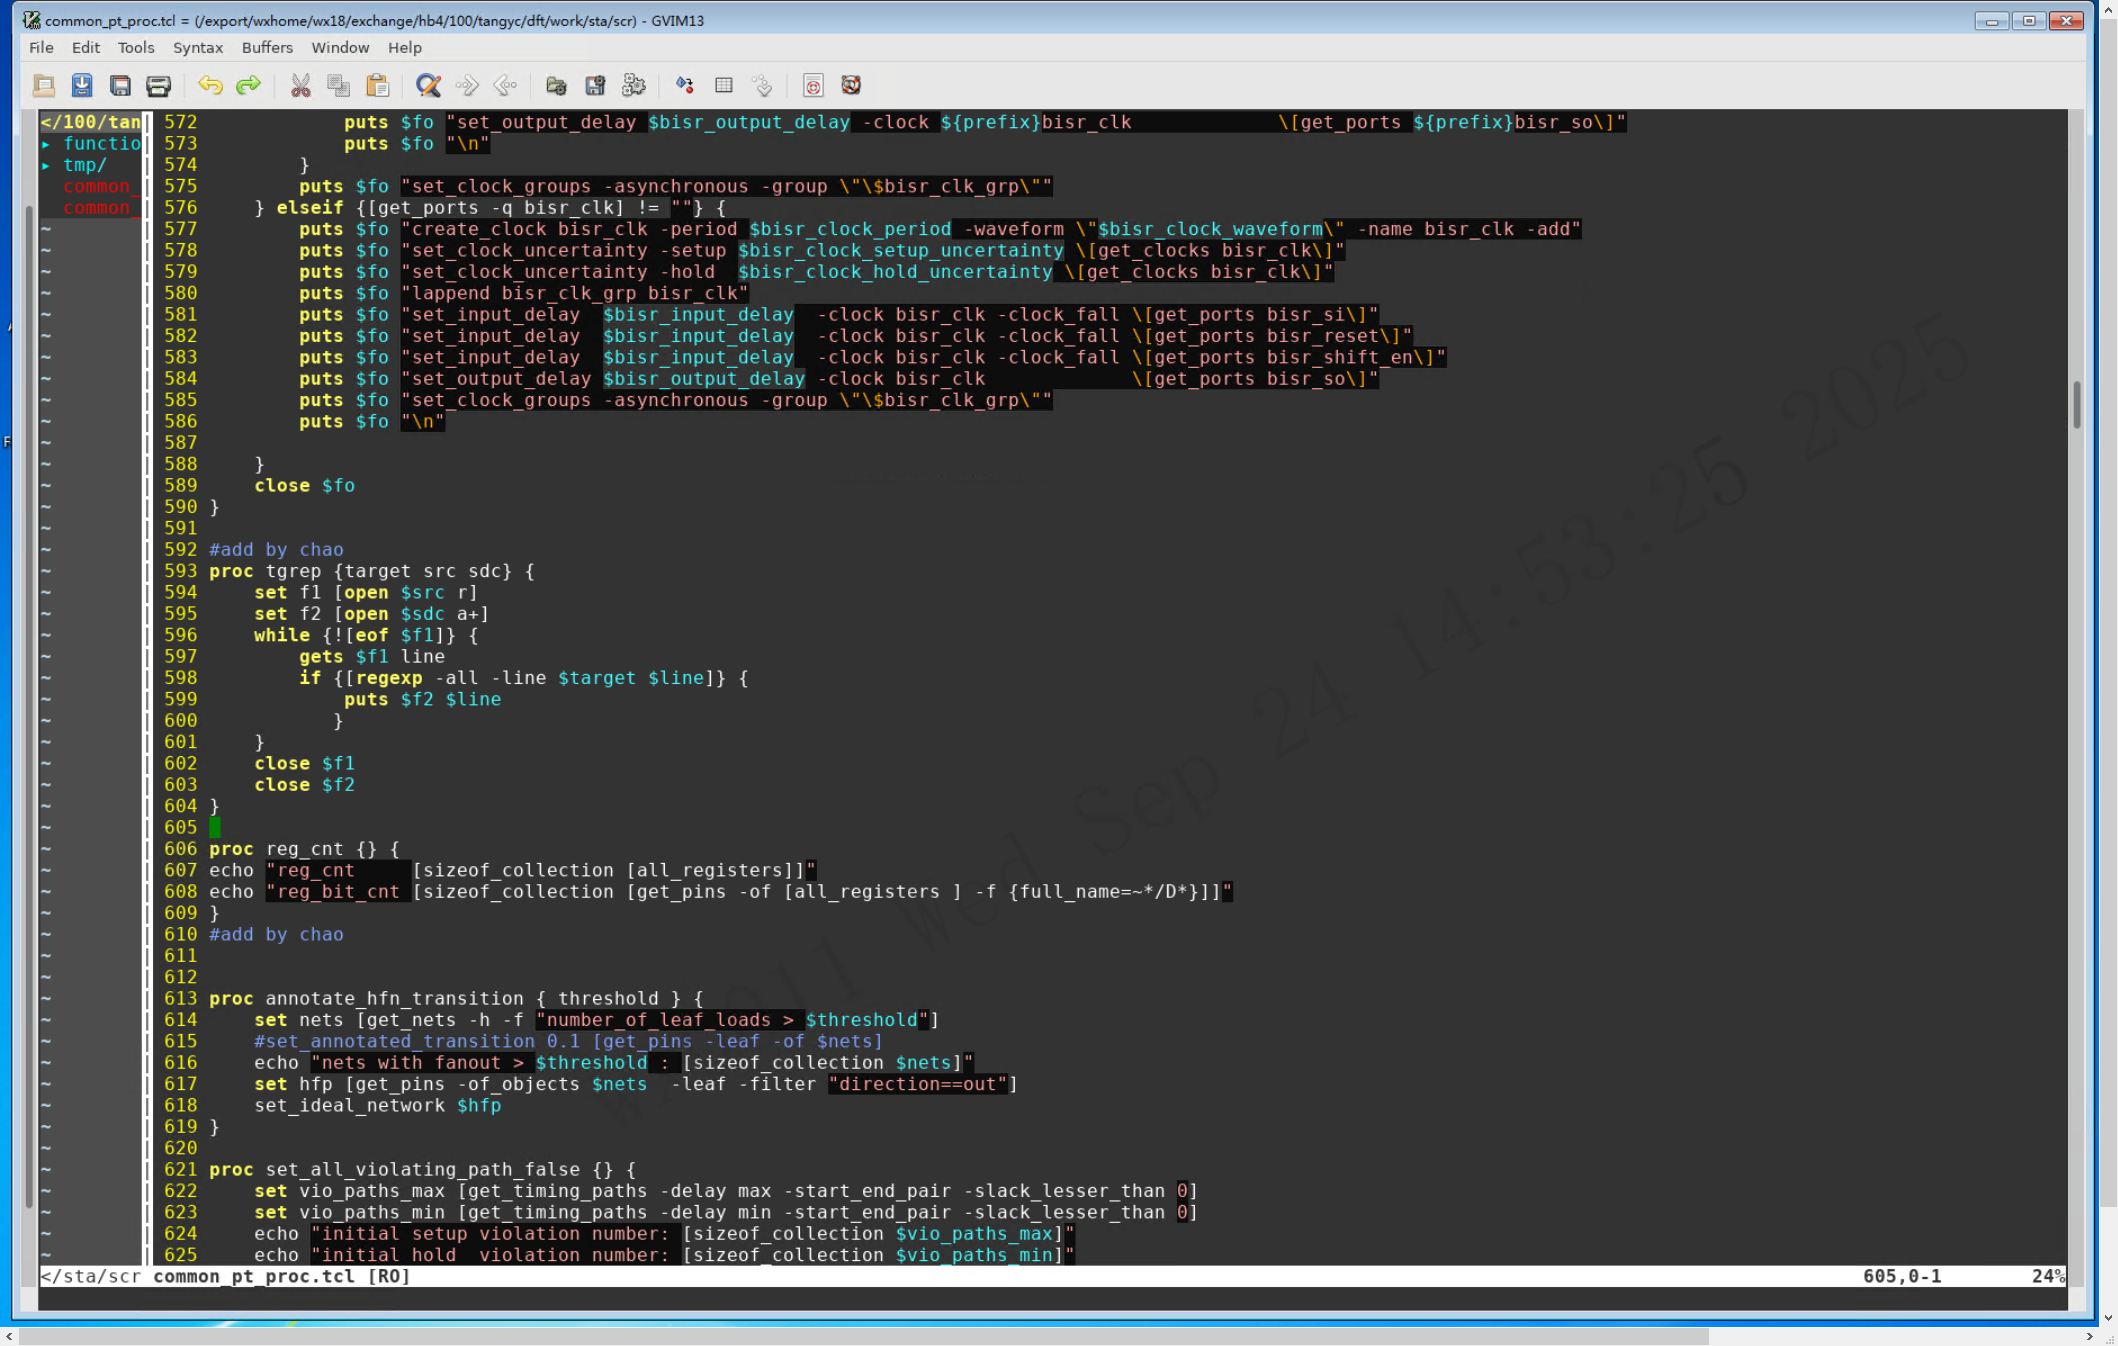 common_pt_proc.tcl = (/export/wxhome/wx18/exchange/hb4/100/tangyc/dft/work/sta/scr) - GVIM13
File Edit Tools Syntax Buffers Window Help
</100/tan
▸ functio
▸ tmp/
common_
common_
572             puts $fo "set_output_delay $bisr_output_delay -clock ${prefix}bisr_clk             \[get_ports ${prefix}bisr_so\]"
573             puts $fo "\n"
574         }
575         puts $fo "set_clock_groups -asynchronous -group \"\$bisr_clk_grp\""
576     } elseif {[get_ports -q bisr_clk] != ""} {
577         puts $fo "create_clock bisr_clk -period $bisr_clock_period -waveform \"$bisr_clock_waveform\" -name bisr_clk -add"
578         puts $fo "set_clock_uncertainty -setup $bisr_clock_setup_uncertainty \[get_clocks bisr_clk\]"
579         puts $fo "set_clock_uncertainty -hold  $bisr_clock_hold_uncertainty \[get_clocks bisr_clk\]"
580         puts $fo "lappend bisr_clk_grp bisr_clk"
581         puts $fo "set_input_delay  $bisr_input_delay  -clock bisr_clk -clock_fall \[get_ports bisr_si\]"
582         puts $fo "set_input_delay  $bisr_input_delay  -clock bisr_clk -clock_fall \[get_ports bisr_reset\]"
583         puts $fo "set_input_delay  $bisr_input_delay  -clock bisr_clk -clock_fall \[get_ports bisr_shift_en\]"
584         puts $fo "set_output_delay $bisr_output_delay -clock bisr_clk             \[get_ports bisr_so\]"
585         puts $fo "set_clock_groups -asynchronous -group \"\$bisr_clk_grp\""
586         puts $fo "\n"
587
588     }
589     close $fo
590 }
591
592 #add by chao
593 proc tgrep {target src sdc} {
594     set f1 [open $src r]
595     set f2 [open $sdc a+]
596     while {![eof $f1]} {
597         gets $f1 line
598         if {[regexp -all -line $target $line]} {
599             puts $f2 $line
600            }
601     }
602     close $f1
603     close $f2
604 }
605
606 proc reg_cnt {} {
607 echo "reg_cnt     [sizeof_collection [all_registers]]"
608 echo "reg_bit_cnt [sizeof_collection [get_pins -of [all_registers ] -f {full_name=~*/D*}]]"
609 }
610 #add by chao
611
612
613 proc annotate_hfn_transition { threshold } {
614     set nets [get_nets -h -f "number_of_leaf_loads > $threshold"]
615     #set_annotated_transition 0.1 [get_pins -leaf -of $nets]
616     echo "nets with fanout > $threshold : [sizeof_collection $nets]"
617     set hfp [get_pins -of_objects $nets  -leaf -filter "direction==out"]
618     set_ideal_network $hfp
619 }
620
621 proc set_all_violating_path_false {} {
622     set vio_paths_max [get_timing_paths -delay max -start_end_pair -slack_lesser_than 0]
623     set vio_paths_min [get_timing_paths -delay min -start_end_pair -slack_lesser_than 0]
624     echo "initial setup violation number: [sizeof_collection $vio_paths_max]"
625     echo "initial hold  violation number: [sizeof_collection $vio_paths_min]"
</sta/scr common_pt_proc.tcl [RO] 605,0-1 24%
Wed Sep 24 14:53:25 2025